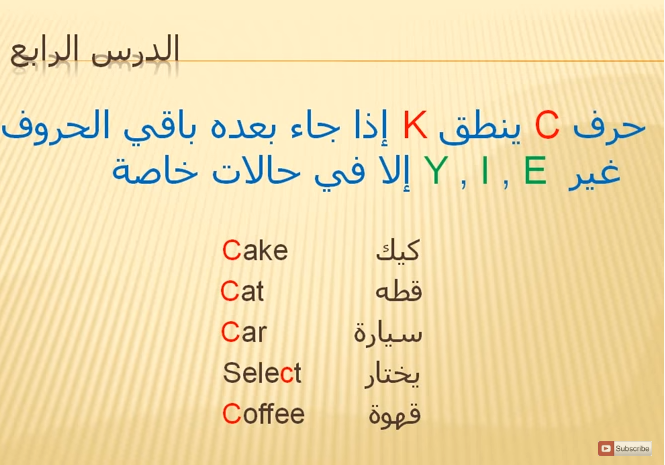 الدرس الرابع
حرف C ينطق K إذا جاء بعده باقي الحروف
غير Y , I , E إلا في حالات خاصة
Cake كيك
Cat قطه
Car سيارة
Select يختار
Coffee قهوة
Subscribe